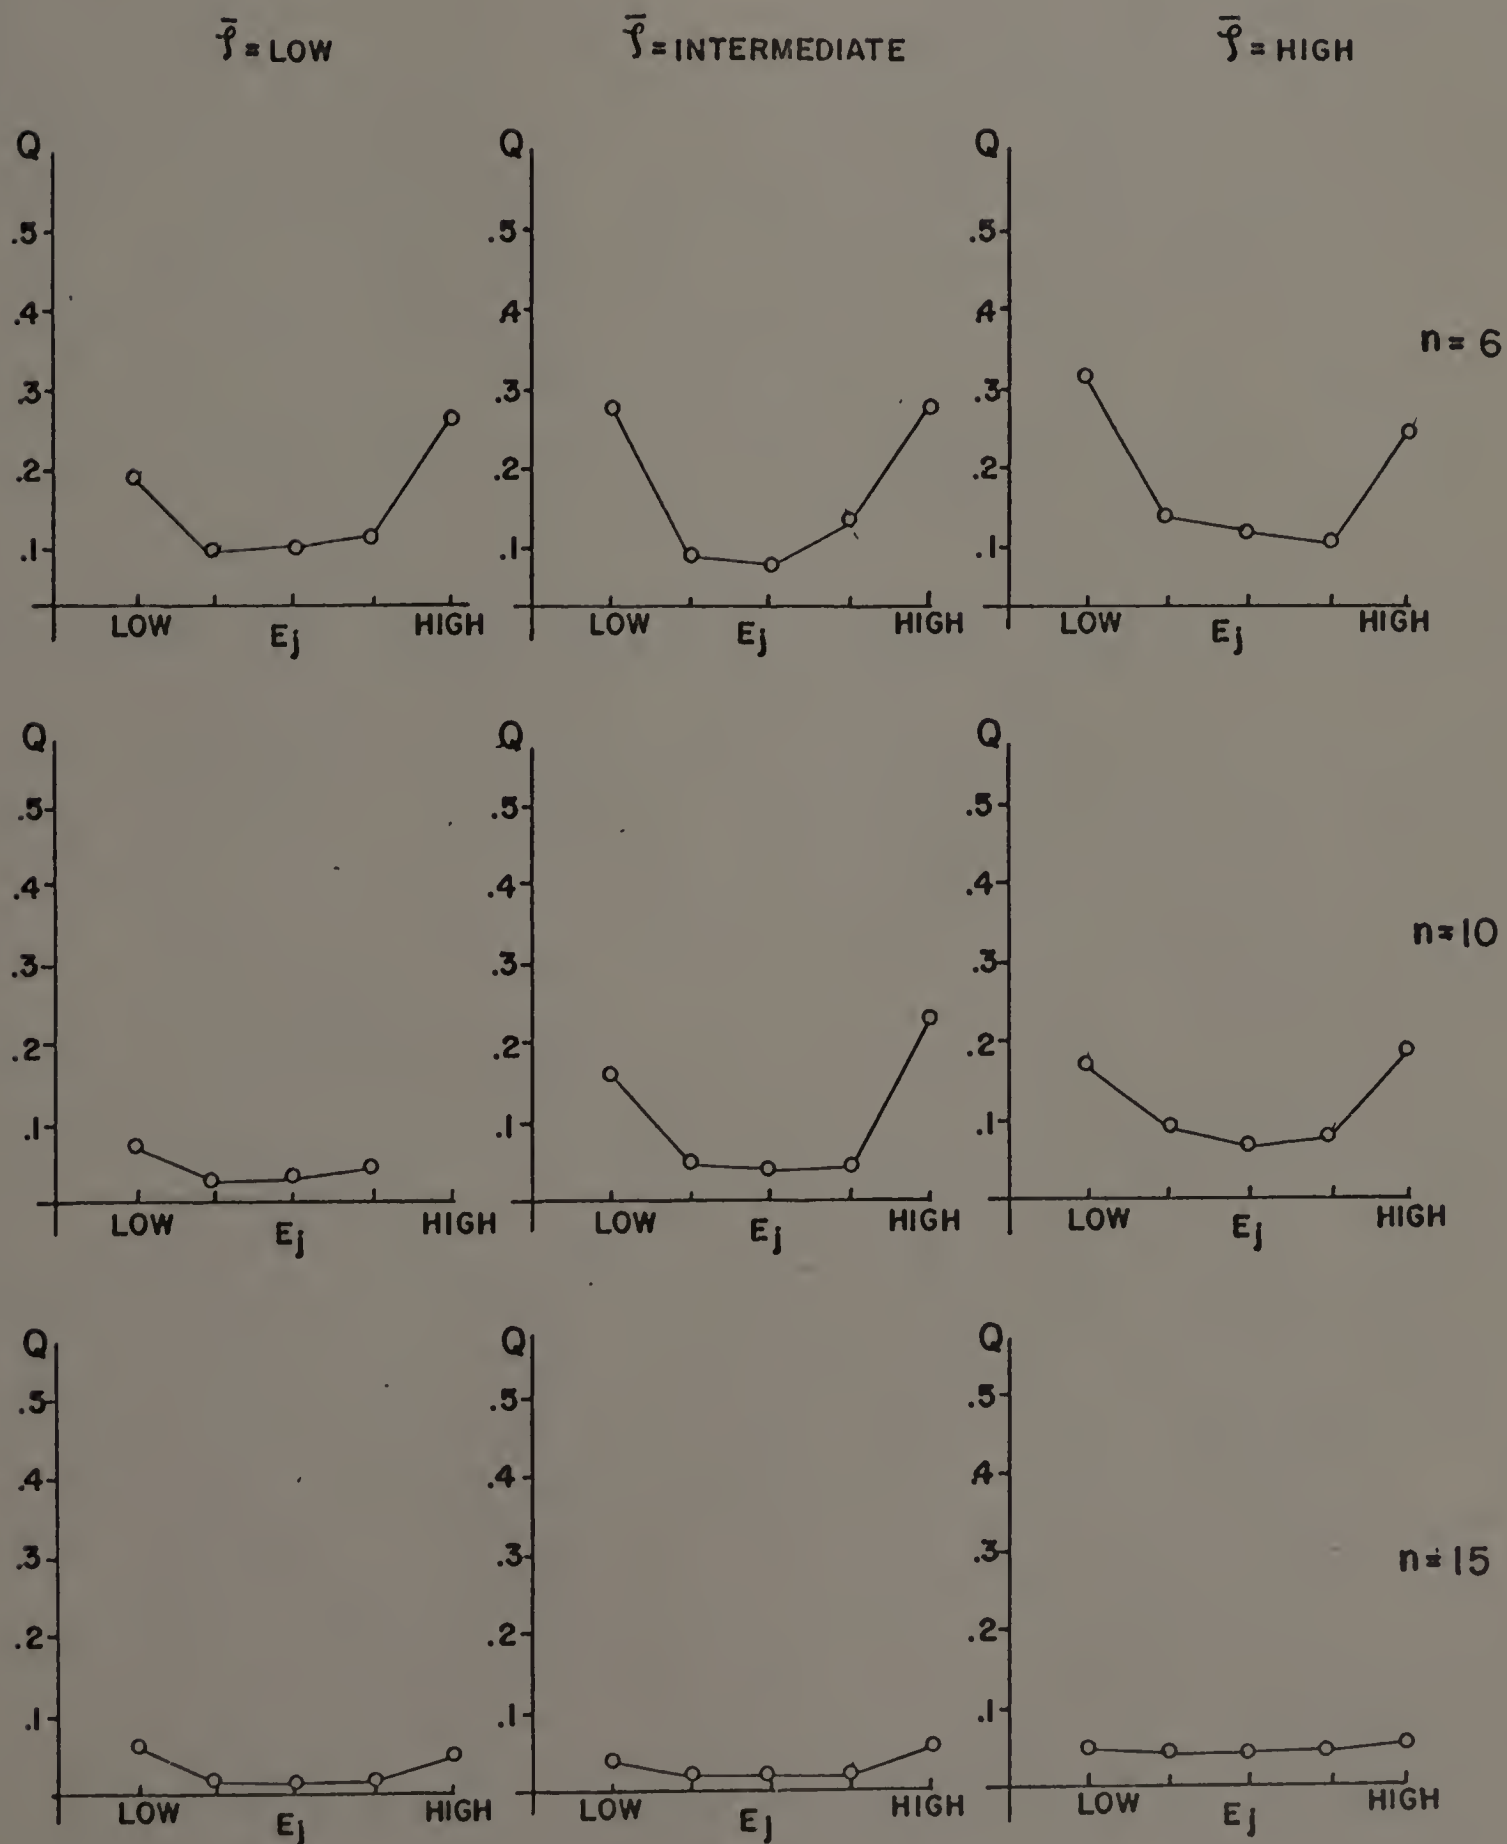 ρ̄ = LOW ρ̄ = INTERMEDIATE ρ̄ = HIGH
Q Q Q
.5 .5 .5
.4 .4 .4
n = 6
.3 .3 .3
.2 .2 .2
.1 .1 .1
LOW Ej HIGH LOW Ej HIGH LOW Ej HIGH
Q Q Q
.5 .5 .5
.4 .4 .4
n = 10
.3 .3 .3
.2 .2 .2
.1 .1 .1
LOW Ej HIGH LOW Ej HIGH LOW Ej HIGH
Q Q Q
.5 .5 .5
.4 .4 .4
.3 .3 .3
n = 15
.2 .2 .2
.1 .1 .1
LOW Ej HIGH LOW Ej HIGH LOW Ej HIGH